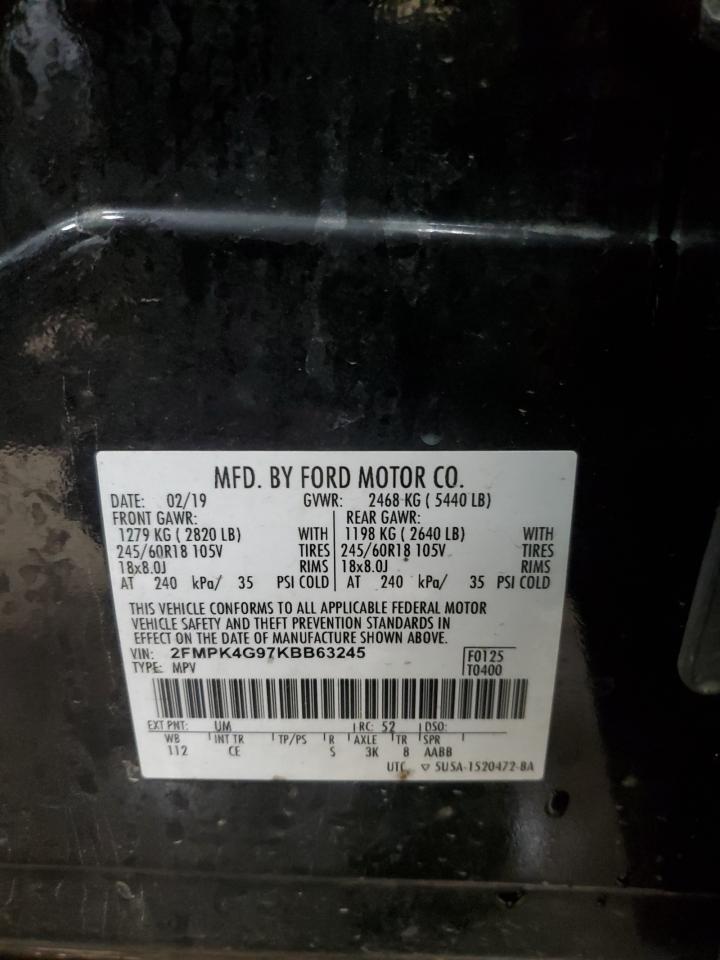 MFD. BY FORD MOTOR CO.
DATE: 02/19 GVWR: 2468 KG ( 5440 LB)
FRONT GAWR: REAR GAWR:
1279 KG ( 2820 LB) WITH 1198 KG ( 2640 LB) WITH
245/60R18 105V TIRES 245/60R18 105V TIRES
18x8.0J RIMS 18x8.0J RIMS
AT 240 kPa/ 35 PSI COLD AT 240 kPa/ 35 PSI COLD
THIS VEHICLE CONFORMS TO ALL APPLICABLE FEDERAL MOTOR
VEHICLE SAFETY AND THEFT PREVENTION STANDARDS IN
EFFECT ON THE DATE OF MANUFACTURE SHOWN ABOVE.
VIN: 2FMPK4G97KBB63245 F0125
TYPE: MPV T0400
EXT PNT: UM RC: 52 DSO:
WB INT TR TP/PS R AXLE TR SPR
112 CE S 3K 8 AABB
UTC ▽ 5U5A-1520472-BA